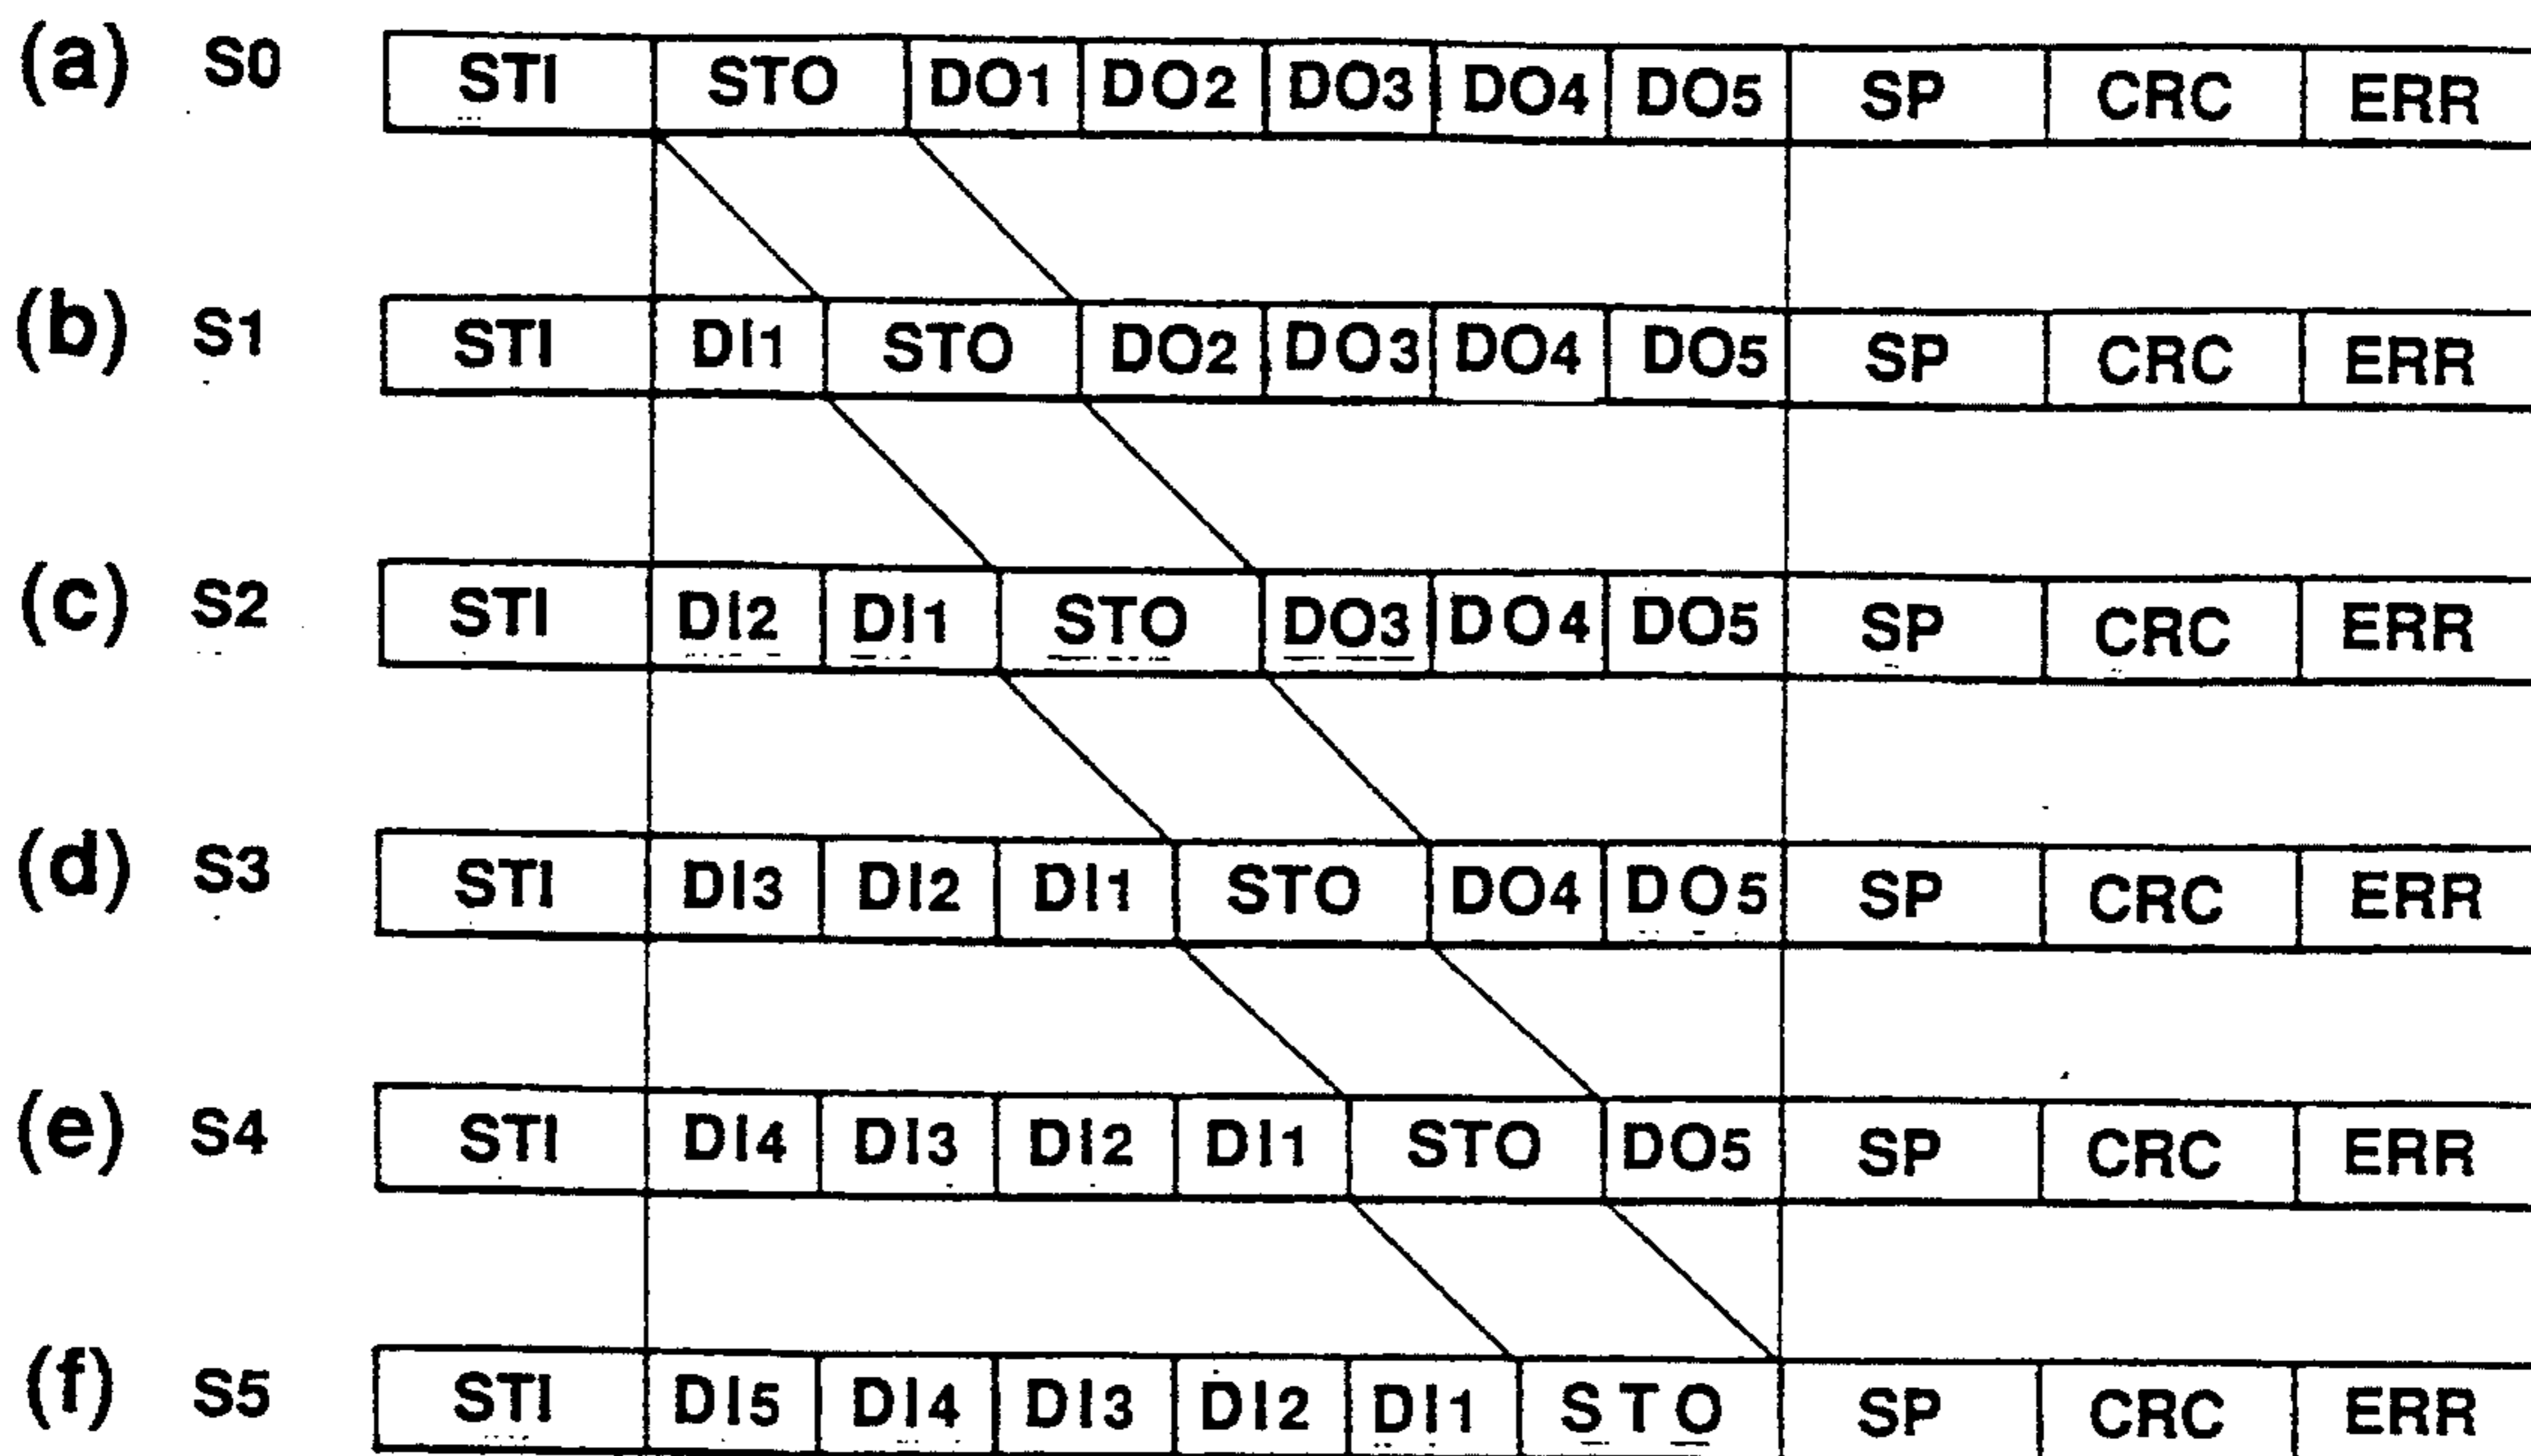 (a) S0 STI STO DO1 DO2 DO3 DO4 DO5 SP CRC ERR
(b) S1 STI DI1 STO DO2 DO3 DO4 DO5 SP CRC ERR
(c) S2 STI DI2 DI1 STO DO3 DO4 DO5 SP CRC ERR
(d) S3 STI DI3 DI2 DI1 STO DO4 DO5 SP CRC ERR
(e) S4 STI DI4 DI3 DI2 DI1 STO DO5 SP CRC ERR
(f) S5 STI DI5 DI4 DI3 DI2 DI1 STO SP CRC ERR